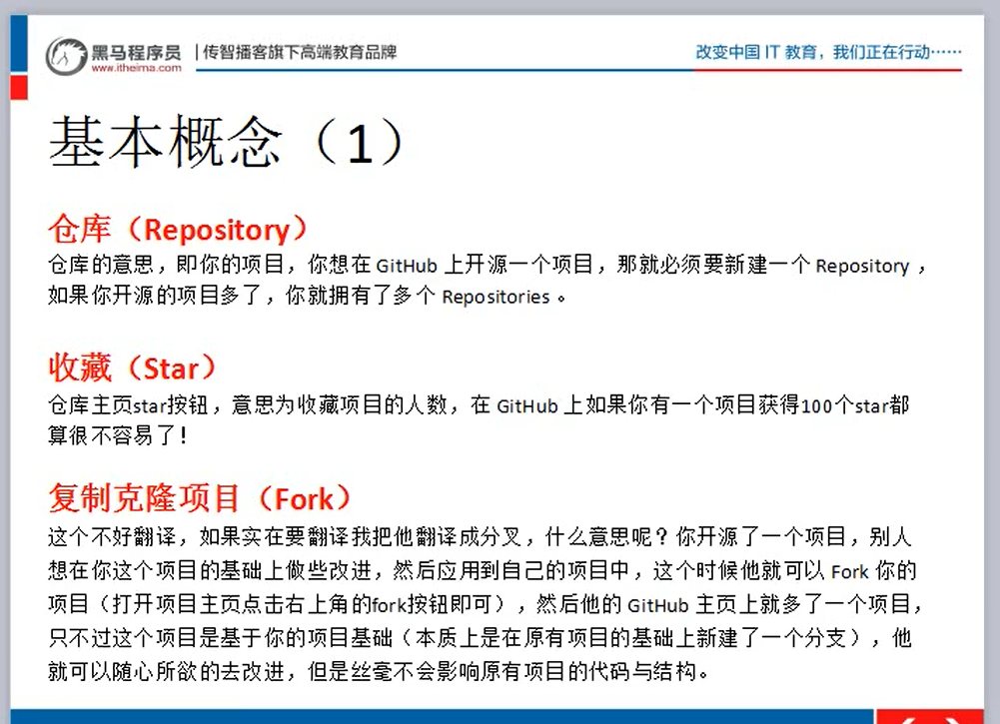 黑马程序员 | 传智播客旗下高端教育品牌
www.itheima.com
改变中国 IT 教育，我们正在行动……
基本概念（1）
仓库（Repository）
仓库的意思，即你的项目，你想在 GitHub 上开源一个项目，那就必须要新建一个 Repository ，
如果你开源的项目多了，你就拥有了多个 Repositories 。
收藏（Star）
仓库主页star按钮，意思为收藏项目的人数，在 GitHub 上如果你有一个项目获得100个star都
算很不容易了！
复制克隆项目（Fork）
这个不好翻译，如果实在要翻译我把他翻译成分叉，什么意思呢？你开源了一个项目，别人
想在你这个项目的基础上做些改进，然后应用到自己的项目中，这个时候他就可以 Fork 你的
项目（打开项目主页点击右上角的fork按钮即可），然后他的 GitHub 主页上就多了一个项目，
只不过这个项目是基于你的项目基础（本质上是在原有项目的基础上新建了一个分支），他
就可以随心所欲的去改进，但是丝毫不会影响原有项目的代码与结构。